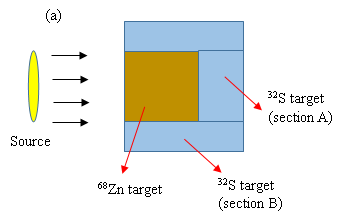 (a)
Source
³²S target
(section A)
⁶⁸Zn target
³²S target
(section B)